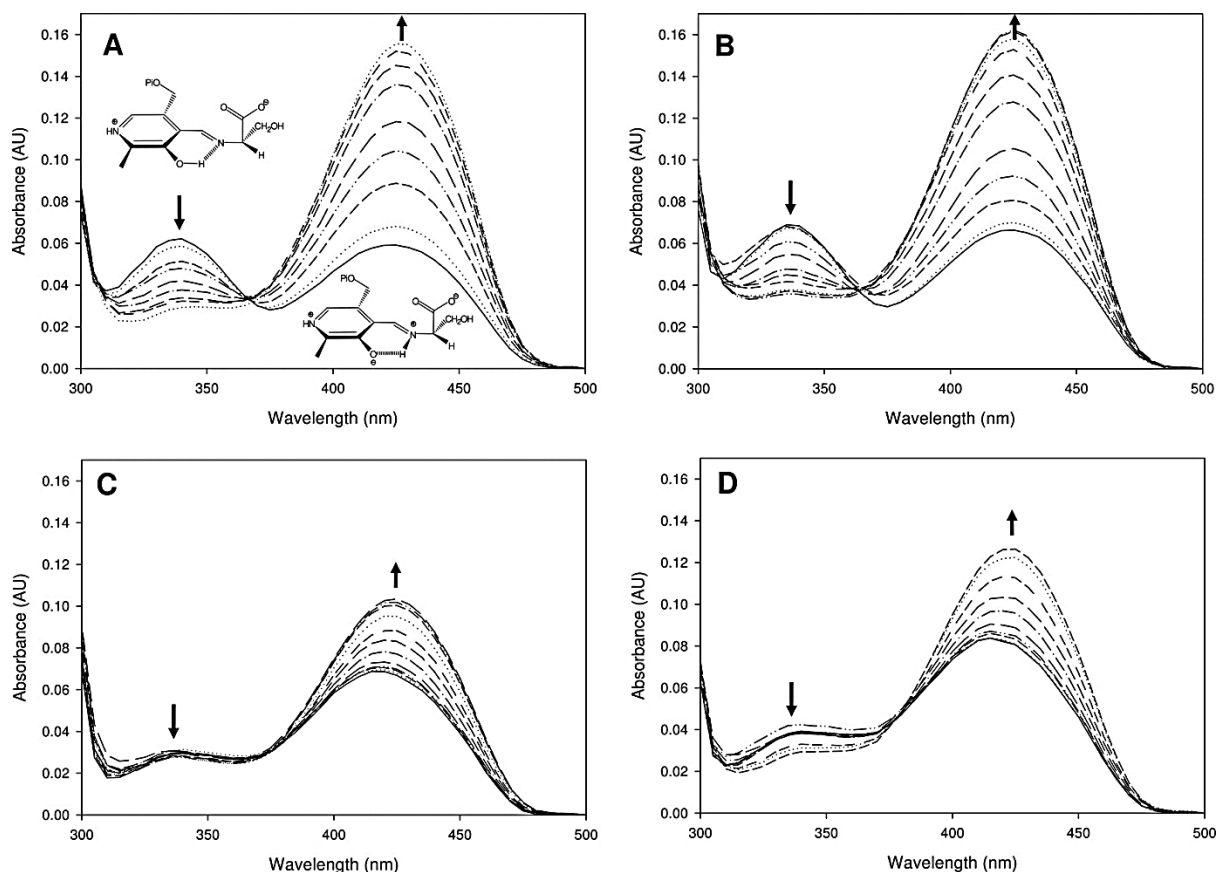 A
B
PiO
HN
⊕
O
H
N
O
O
⊖
CH₂OH
H
PiO
HN
⊕
O
⊖
H
N
⊕
O
O
⊖
CH₂OH
H
0.16
0.14
0.12
0.10
0.08
0.06
0.04
0.02
0.00
Absorbance (AU)
300
350
400
450
500
Wavelength (nm)
0.16
0.14
0.12
0.10
0.08
0.06
0.04
0.02
0.00
Absorbance (AU)
300
350
400
450
500
Wavelength (nm)
C
0.16
0.14
0.12
0.10
0.08
0.06
0.04
0.02
0.00
Absorbance (AU)
300
350
400
450
500
Wavelength (nm)
D
0.16
0.14
0.12
0.10
0.08
0.06
0.04
0.02
0.00
Absorbance (AU)
300
350
400
450
500
Wavelength (nm)